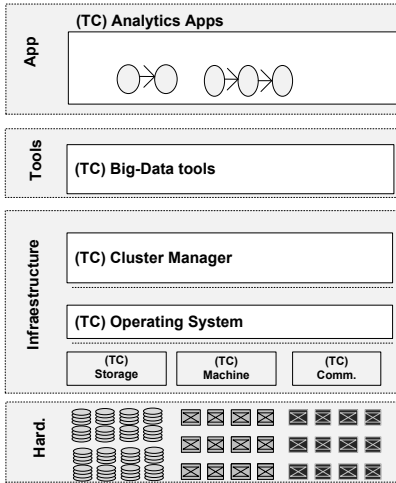 App
(TC) Analytics Apps
Tools
(TC) Big-Data tools
Infraestructure
(TC) Cluster Manager
(TC) Operating System
(TC)
Storage
(TC)
Machine
(TC)
Comm.
Hard.